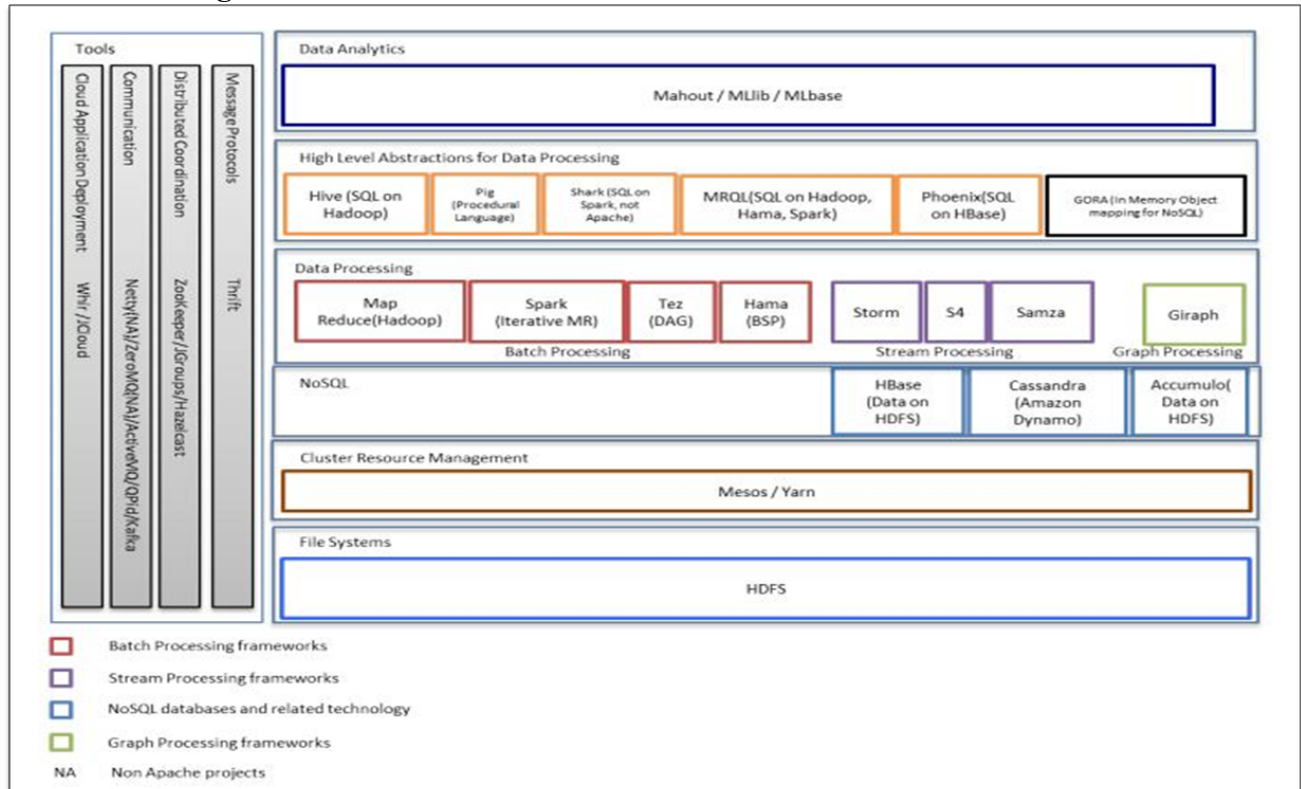 Tools
Cloud Application Deployment
Whir /JCloud
Communication
Netty(NA)/ZeroMQ(NA)/ActiveMQ/QPid/Kafka
Distributed Coordination
ZooKeeper/JGroups/Hazelcast
Message Protocols
Thrift
Data Analytics
Mahout / MLlib / MLbase
High Level Abstractions for Data Processing
Hive (SQL on
Hadoop)
Pig
(Procedural
Language)
Shark (SQL on
Spark, not
Apache)
MRQL(SQL on Hadoop,
Hama, Spark)
Phoenix(SQL
on HBase)
GORA (In Memory Object
mapping for NoSQL)
Data Processing
Map
Reduce(Hadoop)
Spark
(Iterative MR)
Tez
(DAG)
Hama
(BSP)
Storm
S4
Samza
Giraph
Batch Processing
Stream Processing
Graph Processing
NoSQL
HBase
(Data on
HDFS)
Cassandra
(Amazon
Dynamo)
Accumulo(
Data on
HDFS)
Cluster Resource Management
Mesos / Yarn
File Systems
HDFS
Batch Processing frameworks
Stream Processing frameworks
NoSQL databases and related technology
Graph Processing frameworks
NA Non Apache projects